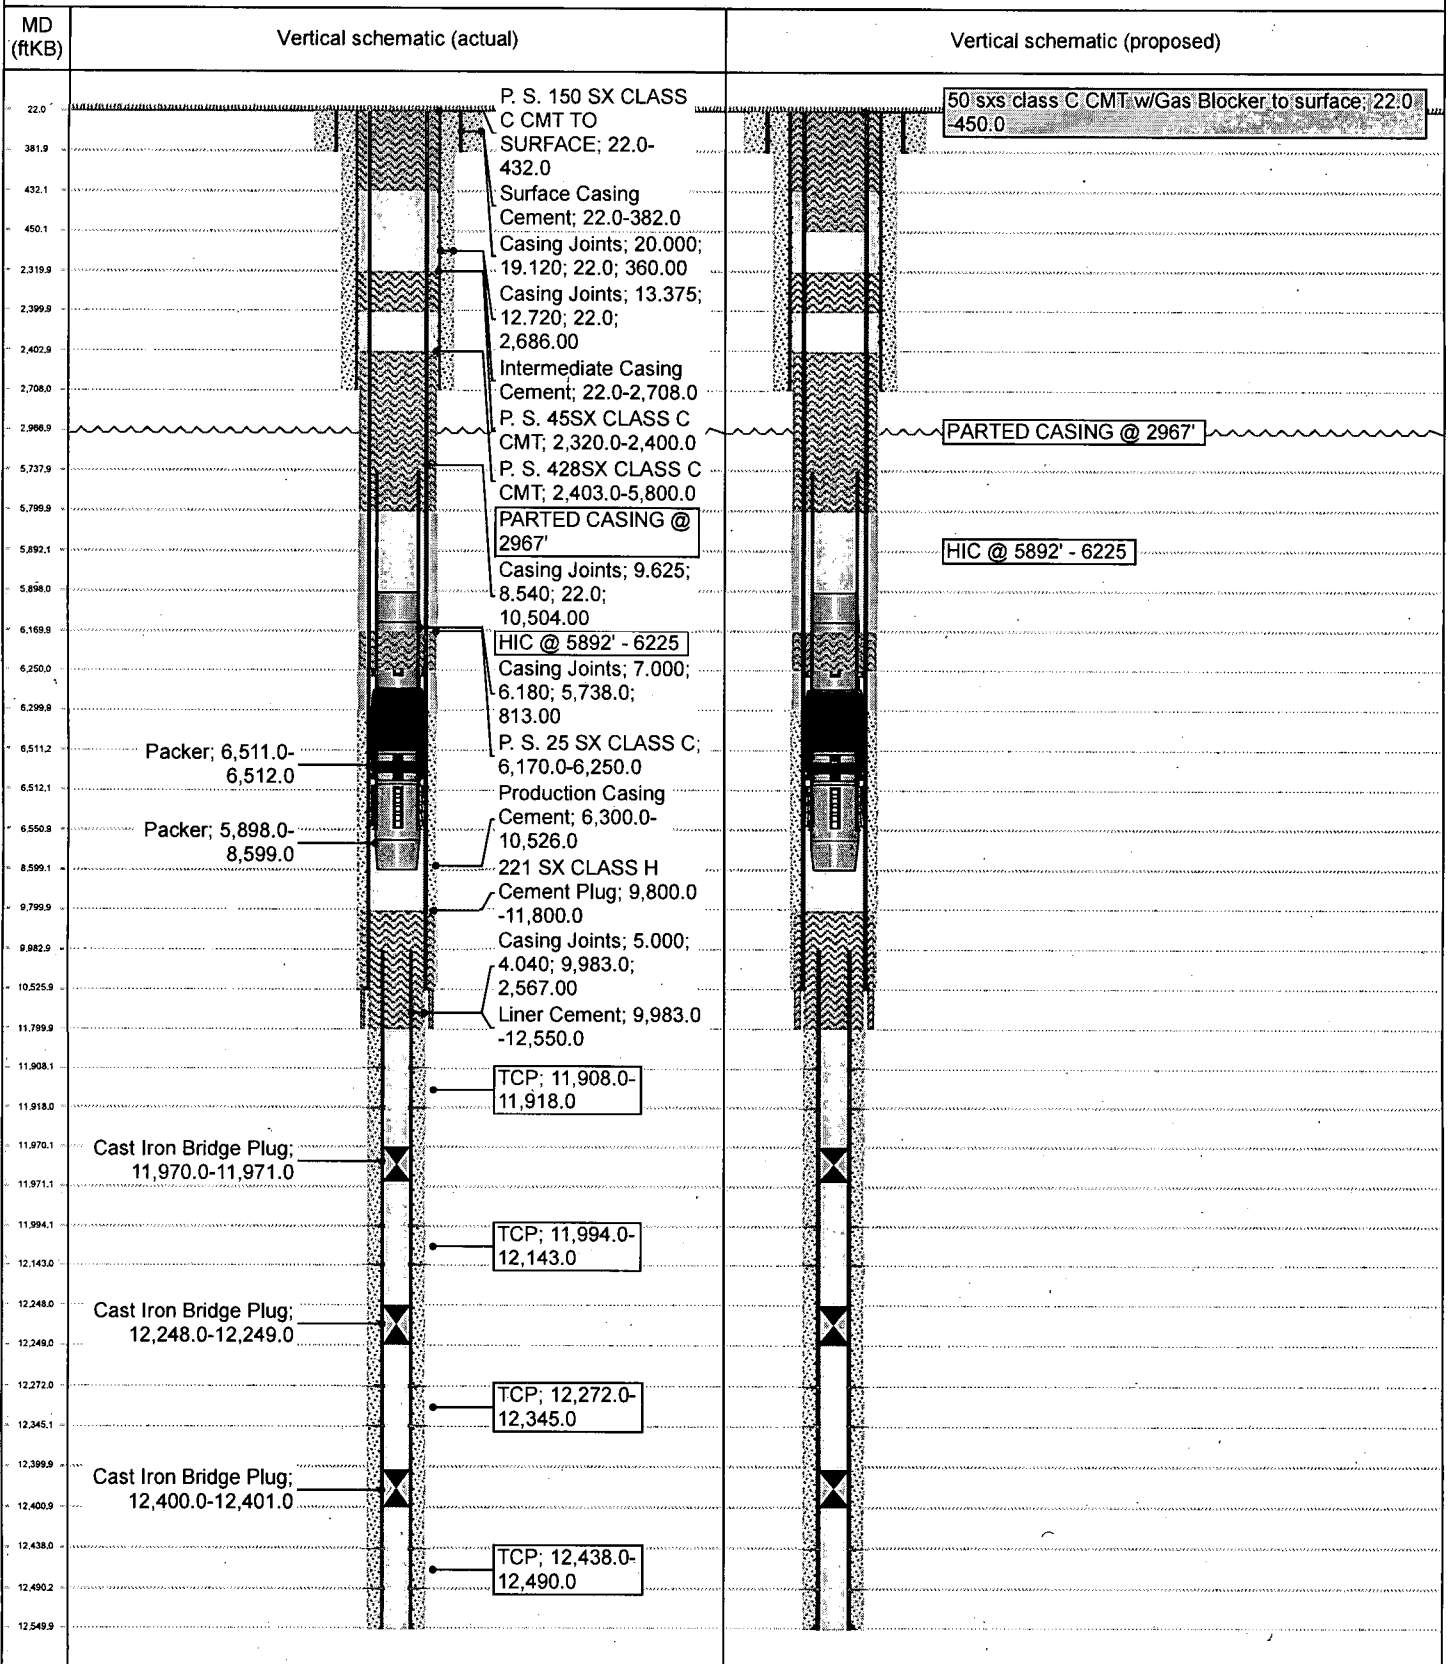 MD
(ftKB)
Vertical schematic (actual)
Vertical schematic (proposed)
22.0
381.9
432.1
450.1
2,319.9
2,399.9
2,402.9
2,708.0
2,966.9
5,737.9
5,799.9
5,892.1
5,898.0
6,169.9
6,250.0
6,299.9
6,511.2
6,512.1
6,550.9
8,599.1
9,799.9
9,982.9
10,525.9
11,799.9
11,908.1
11,918.0
11,970.1
11,971.1
11,994.1
12,143.0
12,248.0
12,249.0
12,272.0
12,345.1
12,399.9
12,400.9
12,438.0
12,490.2
12,549.9
Packer; 6,511.0-
6,512.0
Packer; 5,898.0-
8,599.0
Cast Iron Bridge Plug;
11,970.0-11,971.0
Cast Iron Bridge Plug;
12,248.0-12,249.0
Cast Iron Bridge Plug;
12,400.0-12,401.0
P. S. 150 SX CLASS
C CMT TO
SURFACE; 22.0-
432.0
Surface Casing
Cement; 22.0-382.0
Casing Joints; 20.000;
19.120; 22.0; 360.00
Casing Joints; 13.375;
12.720; 22.0;
2,686.00
Intermediate Casing
Cement; 22.0-2,708.0
P. S. 45SX CLASS C
CMT; 2,320.0-2,400.0
P. S. 428SX CLASS C
CMT; 2,403.0-5,800.0
PARTED CASING @
2967'
Casing Joints; 9.625;
8.540; 22.0;
10,504.00
HIC @ 5892' - 6225
Casing Joints; 7.000;
6.180; 5,738.0;
813.00
P. S. 25 SX CLASS C;
6,170.0-6,250.0
Production Casing
Cement; 6,300.0-
10,526.0
221 SX CLASS H
Cement Plug; 9,800.0
-11,800.0
Casing Joints; 5.000;
4.040; 9,983.0;
2,567.00
Liner Cement; 9,983.0
-12,550.0
TCP; 11,908.0-
11,918.0
TCP; 11,994.0-
12,143.0
TCP; 12,272.0-
12,345.0
TCP; 12,438.0-
12,490.0
50 sxs class C CMT w/Gas Blocker to surface; 22.0
-450.0
PARTED CASING @ 2967'
HIC @ 5892' - 6225